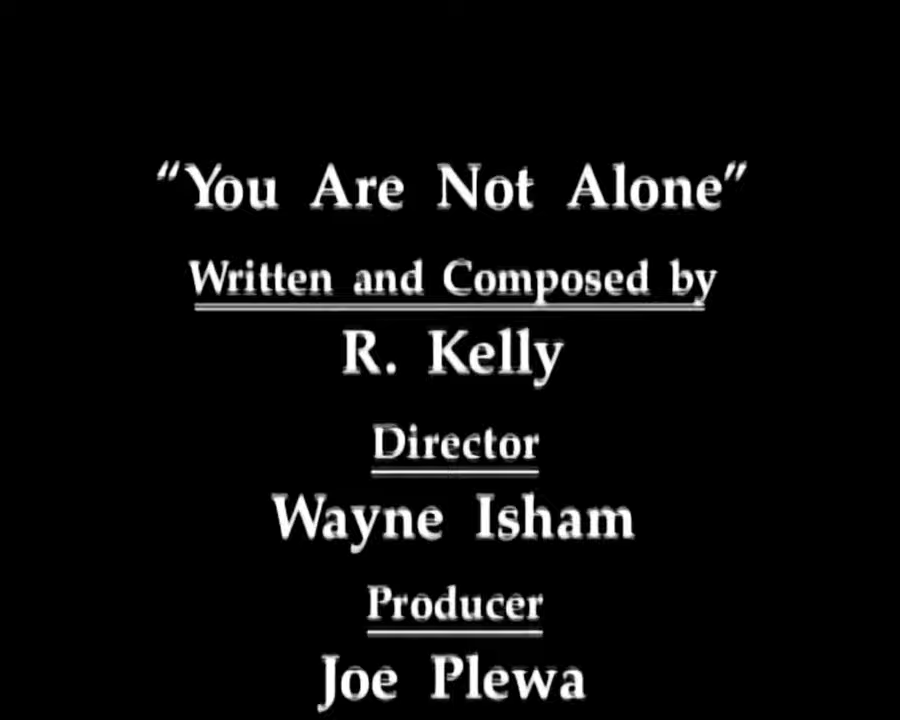 “You Are Not Alone”
Written and Composed by
R. Kelly
Director
Wayne Isham
Producer
Joe Plewa